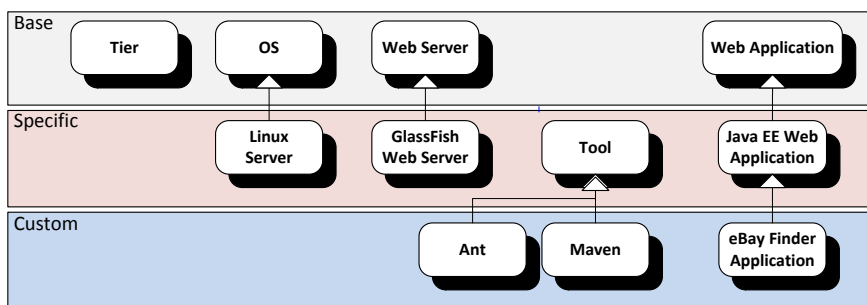 Base
Tier
OS
Web Server
Web Application
Specific
Linux
Server
GlassFish
Web Server
Tool
Java EE Web
Application
Custom
Ant
Maven
eBay Finder
Application